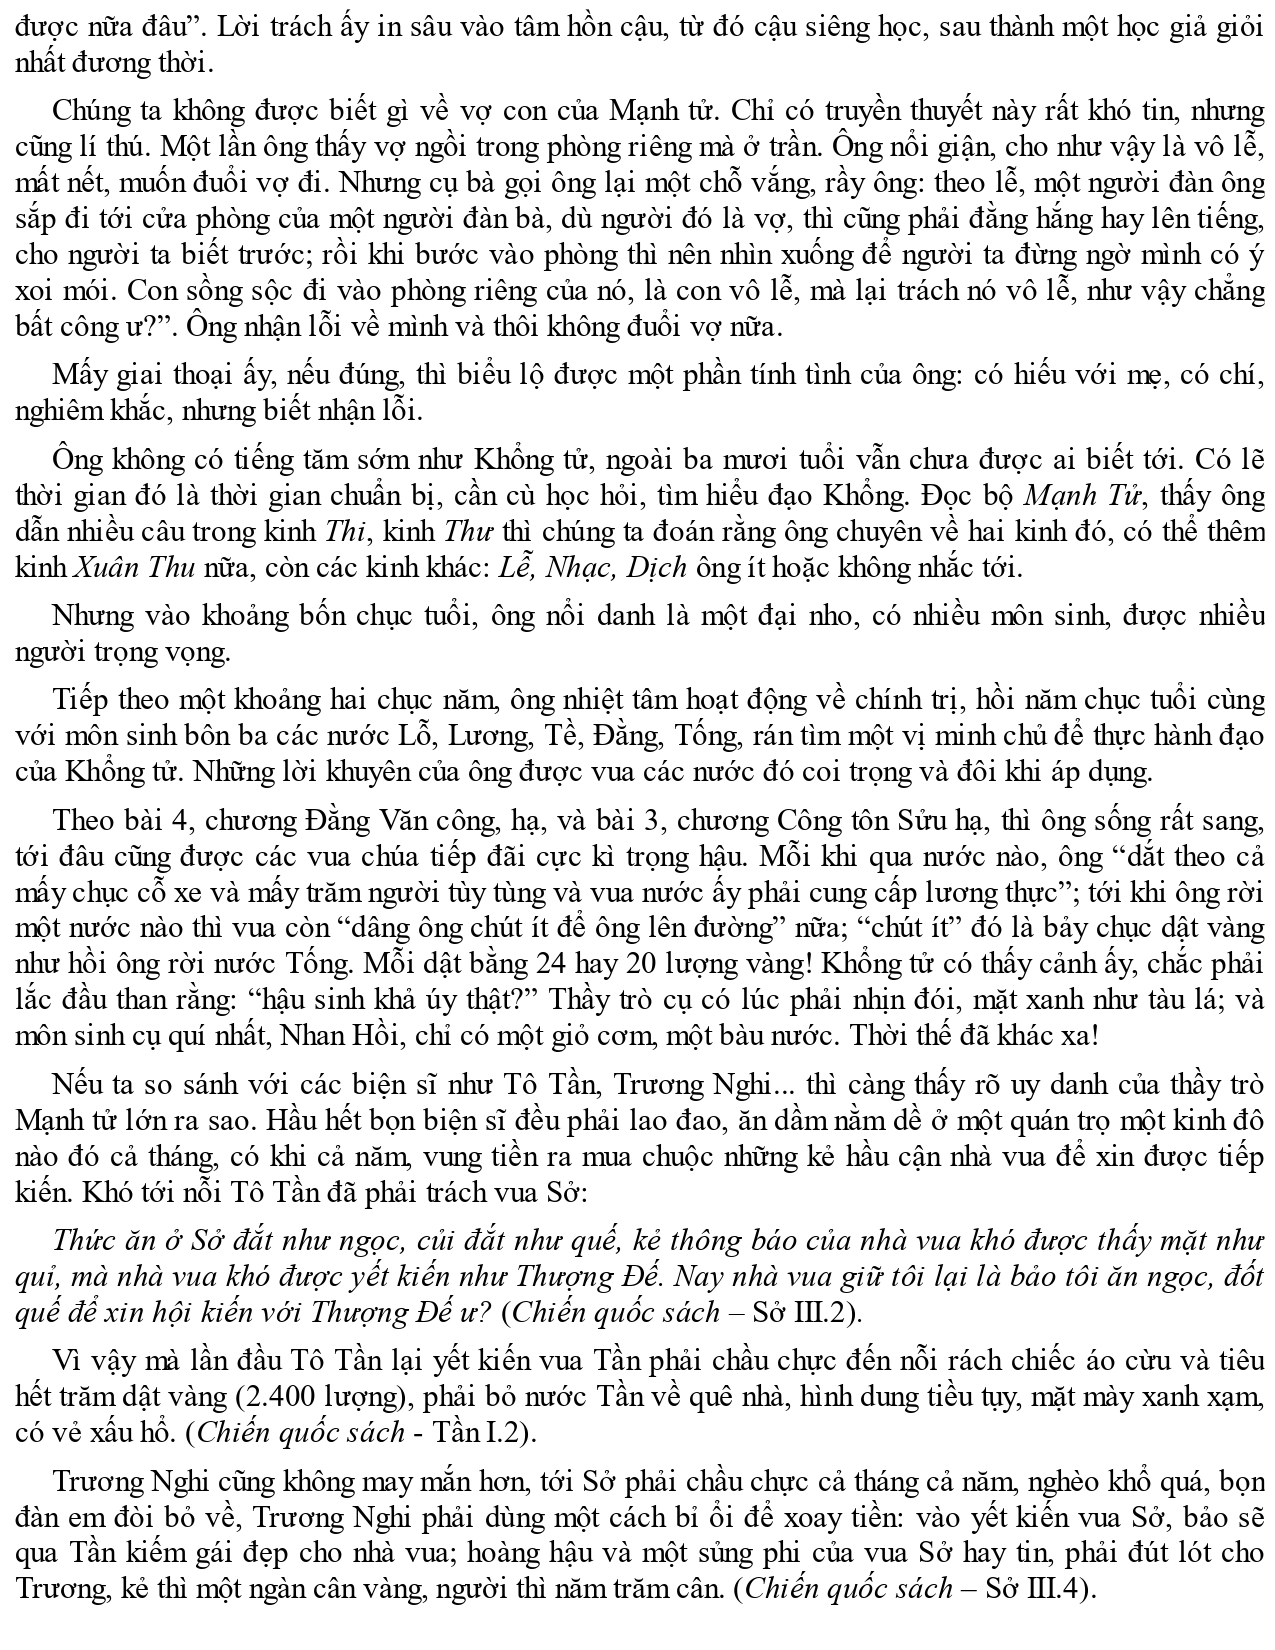 được nữa đâu”. Lời trách ấy in sâu vào tâm hồn cậu, từ đó cậu siêng học, sau thành một học giả giỏi
nhất đương thời.
Chúng ta không được biết gì về vợ con của Mạnh tử. Chỉ có truyền thuyết này rất khó tin, nhưng
cũng lí thú. Một lần ông thấy vợ ngồi trong phòng riêng mà ở trần. Ông nổi giận, cho như vậy là vô lễ,
mất nết, muốn đuổi vợ đi. Nhưng cụ bà gọi ông lại một chỗ vắng, rầy ông: theo lễ, một người đàn ông
sắp đi tới cửa phòng của một người đàn bà, dù người đó là vợ, thì cũng phải đằng hắng hay lên tiếng,
cho người ta biết trước; rồi khi bước vào phòng thì nên nhìn xuống để người ta đừng ngờ mình có ý
xoi mói. Con sồng sộc đi vào phòng riêng của nó, là con vô lễ, mà lại trách nó vô lễ, như vậy chẳng
bất công ư?”. Ông nhận lỗi về mình và thôi không đuổi vợ nữa.
Mấy giai thoại ấy, nếu đúng, thì biểu lộ được một phần tính tình của ông: có hiếu với mẹ, có chí,
nghiêm khắc, nhưng biết nhận lỗi.
Ông không có tiếng tăm sớm như Khổng tử, ngoài ba mươi tuổi vẫn chưa được ai biết tới. Có lẽ
thời gian đó là thời gian chuẩn bị, cần cù học hỏi, tìm hiểu đạo Khổng. Đọc bộ Mạnh Tử, thấy ông
dẫn nhiều câu trong kinh Thi, kinh Thư thì chúng ta đoán rằng ông chuyên về hai kinh đó, có thể thêm
kinh Xuân Thu nữa, còn các kinh khác: Lễ, Nhạc, Dịch ông ít hoặc không nhắc tới.
Nhưng vào khoảng bốn chục tuổi, ông nổi danh là một đại nho, có nhiều môn sinh, được nhiều
người trọng vọng.
Tiếp theo một khoảng hai chục năm, ông nhiệt tâm hoạt động về chính trị, hồi năm chục tuổi cùng
với môn sinh bôn ba các nước Lỗ, Lương, Tề, Đằng, Tống, rán tìm một vị minh chủ để thực hành đạo
của Khổng tử. Những lời khuyên của ông được vua các nước đó coi trọng và đôi khi áp dụng.
Theo bài 4, chương Đằng Văn công, hạ, và bài 3, chương Công tôn Sửu hạ, thì ông sống rất sang,
tới đâu cũng được các vua chúa tiếp đãi cực kì trọng hậu. Mỗi khi qua nước nào, ông “dắt theo cả
mấy chục cỗ xe và mấy trăm người tùy tùng và vua nước ấy phải cung cấp lương thực”; tới khi ông rời
một nước nào thì vua còn “dâng ông chút ít để ông lên đường” nữa; “chút ít” đó là bảy chục dật vàng
như hồi ông rời nước Tống. Mỗi dật bằng 24 hay 20 lượng vàng! Khổng tử có thấy cảnh ấy, chắc phải
lắc đầu than rằng: “hậu sinh khả úy thật?” Thầy trò cụ có lúc phải nhịn đói, mặt xanh như tàu lá; và
môn sinh cụ quí nhất, Nhan Hồi, chỉ có một giỏ cơm, một bàu nước. Thời thế đã khác xa!
Nếu ta so sánh với các biện sĩ như Tô Tần, Trương Nghi... thì càng thấy rõ uy danh của thầy trò
Mạnh tử lớn ra sao. Hầu hết bọn biện sĩ đều phải lao đao, ăn dầm nằm dề ở một quán trọ một kinh đô
nào đó cả tháng, có khi cả năm, vung tiền ra mua chuộc những kẻ hầu cận nhà vua để xin được tiếp
kiến. Khó tới nỗi Tô Tần đã phải trách vua Sở:
Thức ăn ở Sở đắt như ngọc, củi đắt như quế, kẻ thông báo của nhà vua khó được thấy mặt như
quỉ, mà nhà vua khó được yết kiến như Thượng Đế. Nay nhà vua giữ tôi lại là bảo tôi ăn ngọc, đốt
quế để xin hội kiến với Thượng Đế ư? (Chiến quốc sách – Sở III.2).
Vì vậy mà lần đầu Tô Tần lại yết kiến vua Tần phải chầu chực đến nỗi rách chiếc áo cừu và tiêu
hết trăm dật vàng (2.400 lượng), phải bỏ nước Tần về quê nhà, hình dung tiều tụy, mặt mày xanh xạm,
có vẻ xấu hổ. (Chiến quốc sách - Tần I.2).
Trương Nghi cũng không may mắn hơn, tới Sở phải chầu chực cả tháng cả năm, nghèo khổ quá, bọn
đàn em đòi bỏ về, Trương Nghi phải dùng một cách bỉ ổi để xoay tiền: vào yết kiến vua Sở, bảo sẽ
qua Tần kiếm gái đẹp cho nhà vua; hoàng hậu và một sủng phi của vua Sở hay tin, phải đút lót cho
Trương, kẻ thì một ngàn cân vàng, người thì năm trăm cân. (Chiến quốc sách – Sở III.4).